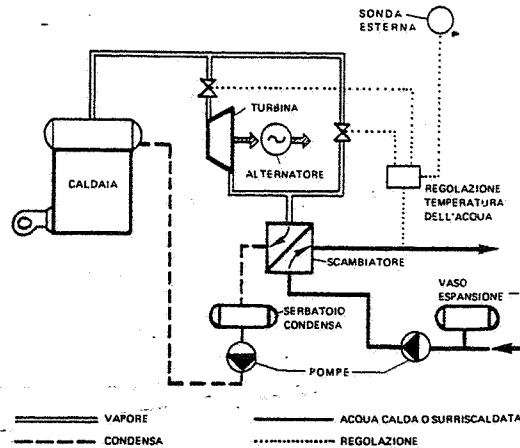 SONDA
ESTERNA
TURBINA
ALTERNATORE
CALDAIA
REGOLAZIONE
TEMPERATURA
DELL'ACQUA
SCAMBIATORE
VASO
ESPANSIONE
SERBATOIO
CONDENSA
POMPE
VAPORE
ACQUA CALDA O SURRISCALDATA
CONDENSA
REGOLAZIONE